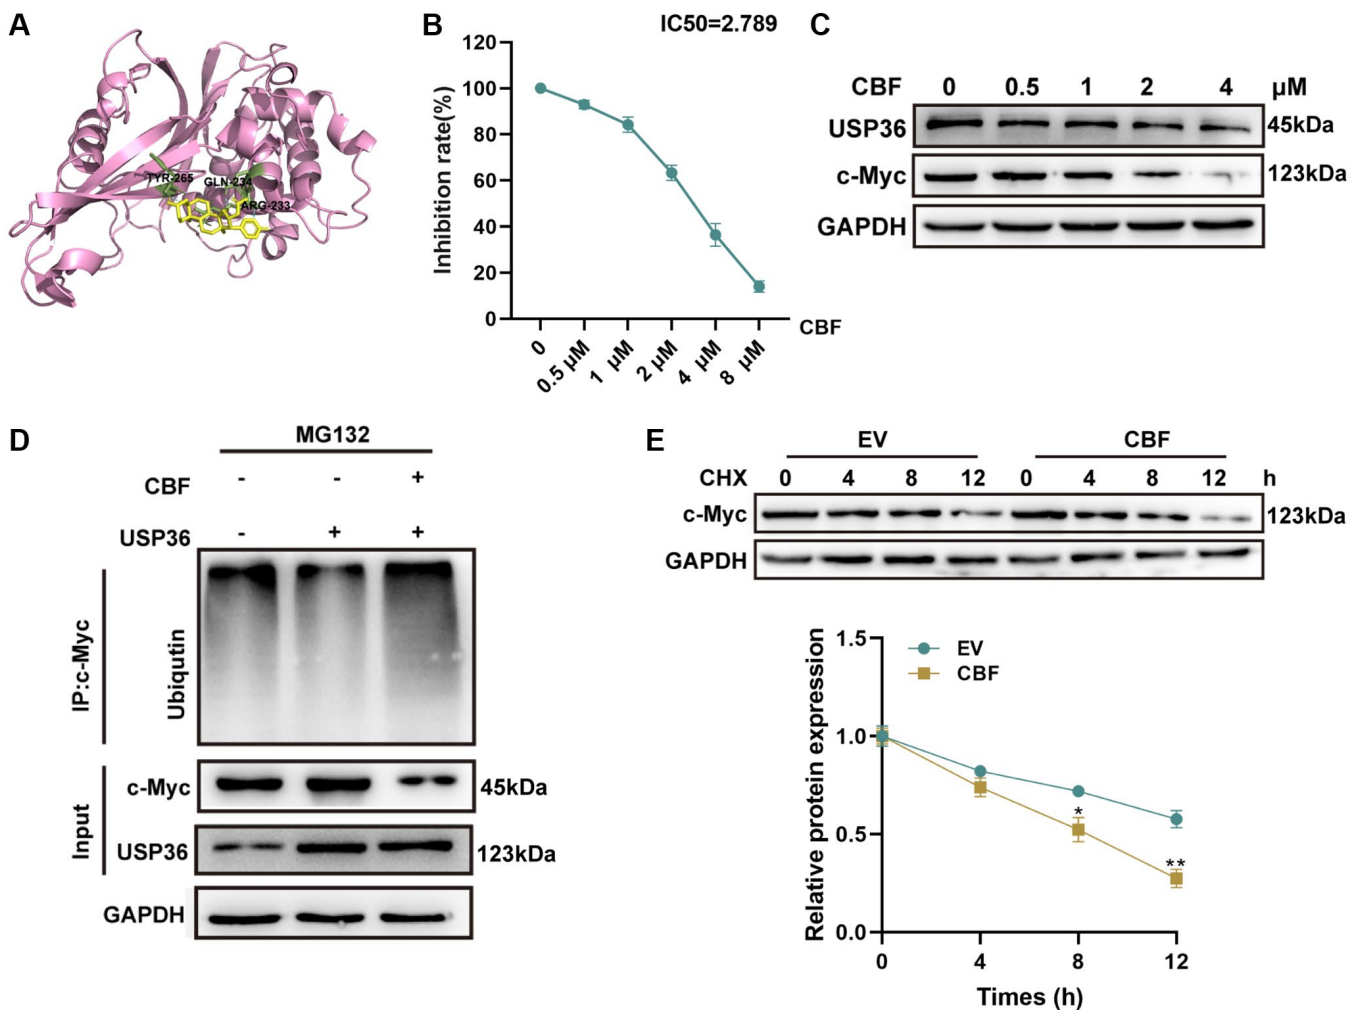 A
TYR-265
GLN-234
ARG-233
B
IC50=2.789
Inhibition rate(%)
120
100
80
60
40
20
0
0
0.5 µM
1 µM
2 µM
4 µM
8 µM
CBF
C
CBF 0 0.5 1 2 4 µM
USP36 45kDa
c-Myc 123kDa
GAPDH
D
MG132
CBF - - +
USP36 - + +
IP:c-Myc
Ubiqutin
Input
c-Myc 45kDa
USP36 123kDa
GAPDH
E
EV CBF
CHX 0 4 8 12 0 4 8 12 h
c-Myc 123kDa
GAPDH
Relative protein expression
1.5
1.0
0.5
0.0
EV
CBF
*
**
0 4 8 12
Times (h)